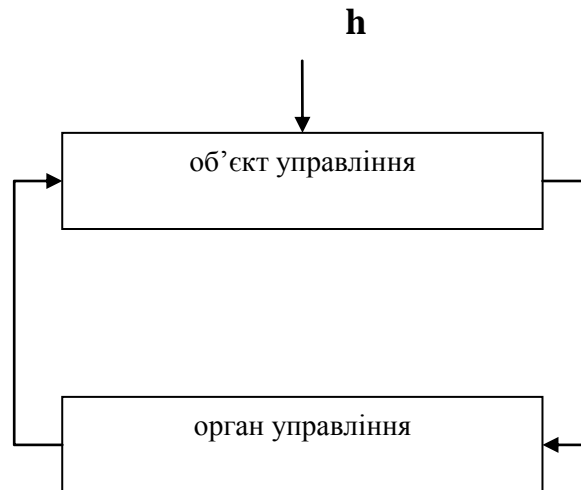 h
об’єкт управління
орган управління